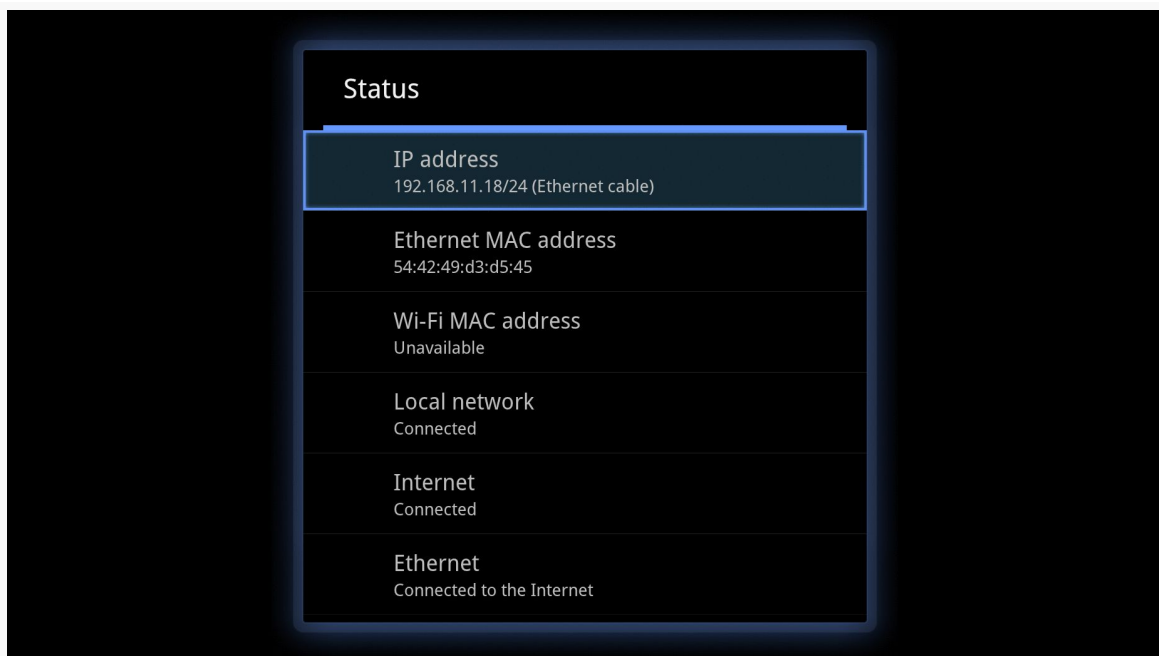 Status
IP address
192.168.11.18/24 (Ethernet cable)
Ethernet MAC address
54:42:49:d3:d5:45
Wi-Fi MAC address
Unavailable
Local network
Connected
Internet
Connected
Ethernet
Connected to the Internet